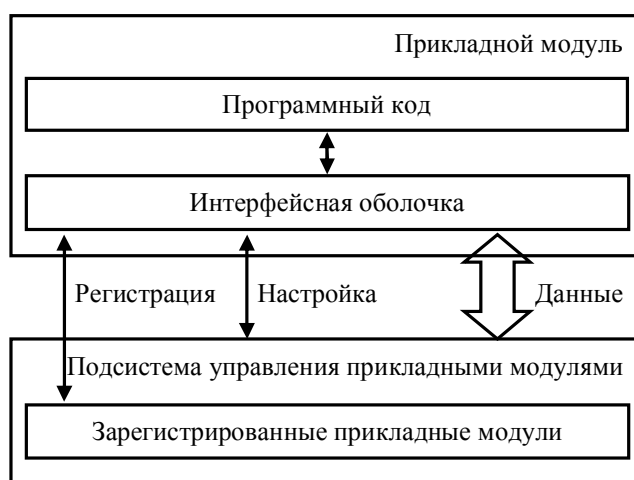 Прикладной модуль
Программный код
Интерфейсная оболочка
Регистрация Настройка Данные
Подсистема управления прикладными модулями
Зарегистрированные прикладные модули